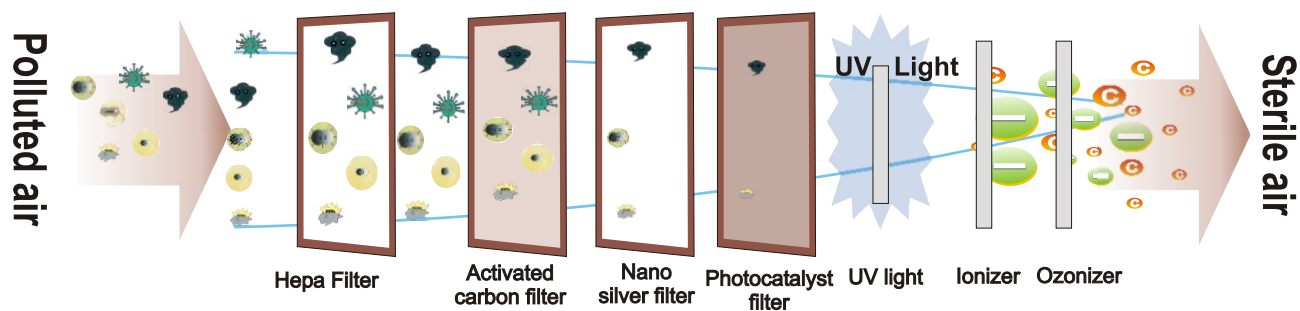 Polluted air
UV Light
Sterile air
Hepa Filter
Activated
carbon filter
Nano
silver filter
Photocatalyst
filter
UV light
Ionizer
Ozonizer
C
C
C
C
C
C
C
C
C
C
C